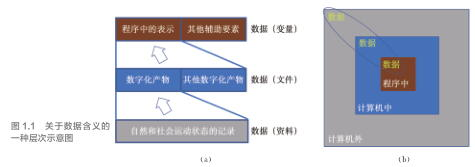 程序中的表示 其他辅助要素 数据（变量）
数字化产物 其他数字化产物 数据（文件）
自然和社会运动状态的记录 数据（资料）
图 1.1 关于数据含义的
一种层次示意图
(a)
数据
数据
数据
程序中
计算机中
计算机外
(b)